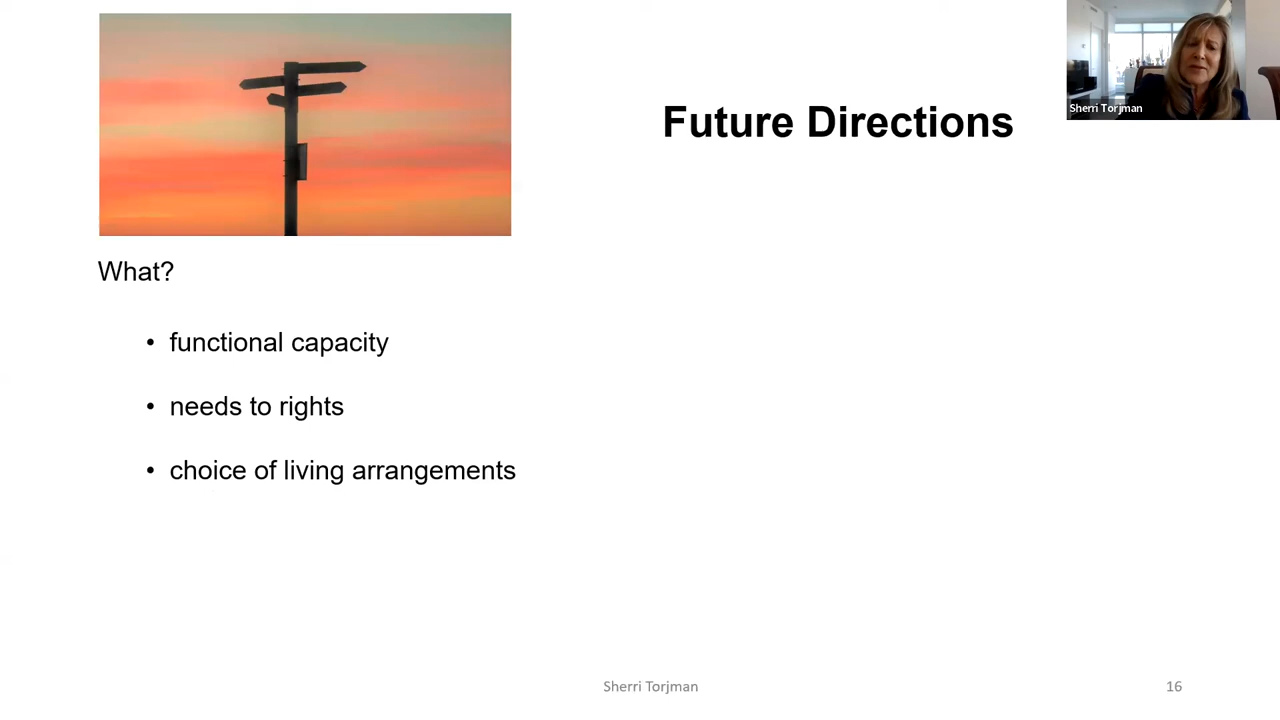 Future Directions
Sherri Torjman
What?
• functional capacity
• needs to rights
• choice of living arrangements
Sherri Torjman
16